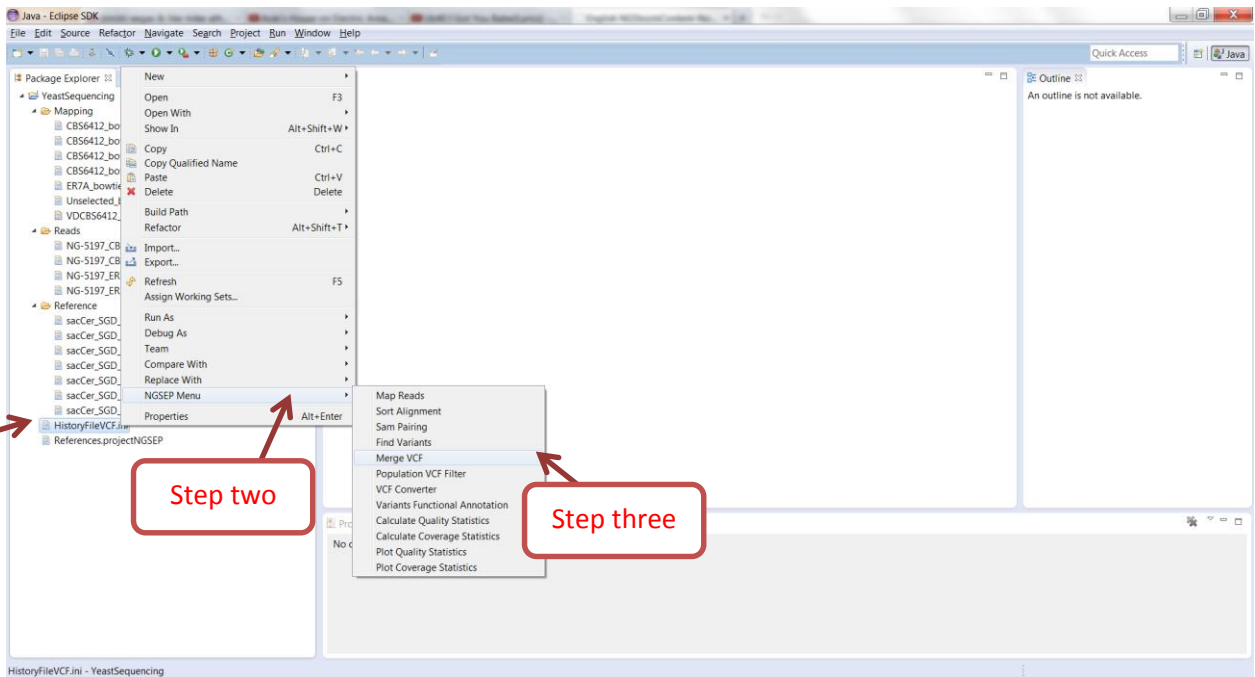 Java - Eclipse SDK
File Edit Source Refactor Navigate Search Project Run Window Help
Quick Access
Java
Package Explorer
YeastSequencing
Mapping
CBS6412_bo
CBS6412_bo
CBS6412_bo
CBS6412_bo
ER7A_bowtie
Unselected_b
VDCBS6412_
Reads
NG-5197_CB
NG-5197_CB
NG-5197_ER
NG-5197_ER
Reference
sacCer_SGD_
sacCer_SGD_
sacCer_SGD_
sacCer_SGD_
sacCer_SGD_
sacCer_SGD_
sacCer_SGD_
HistoryFileVCF.ini
References.projectNGSEP
New
Open F3
Open With
Show In Alt+Shift+W
Copy Ctrl+C
Copy Qualified Name
Paste Ctrl+V
Delete Delete
Build Path
Refactor Alt+Shift+T
Import...
Export...
Refresh F5
Assign Working Sets...
Run As
Debug As
Team
Compare With
Replace With
NGSEP Menu
Properties Alt+Enter
Map Reads
Sort Alignment
Sam Pairing
Find Variants
Merge VCF
Population VCF Filter
VCF Converter
Variants Functional Annotation
Calculate Quality Statistics
Calculate Coverage Statistics
Plot Quality Statistics
Plot Coverage Statistics
Step two
Step three
Outline
An outline is not available.
Pro
No c
HistoryFileVCF.ini - YeastSequencing